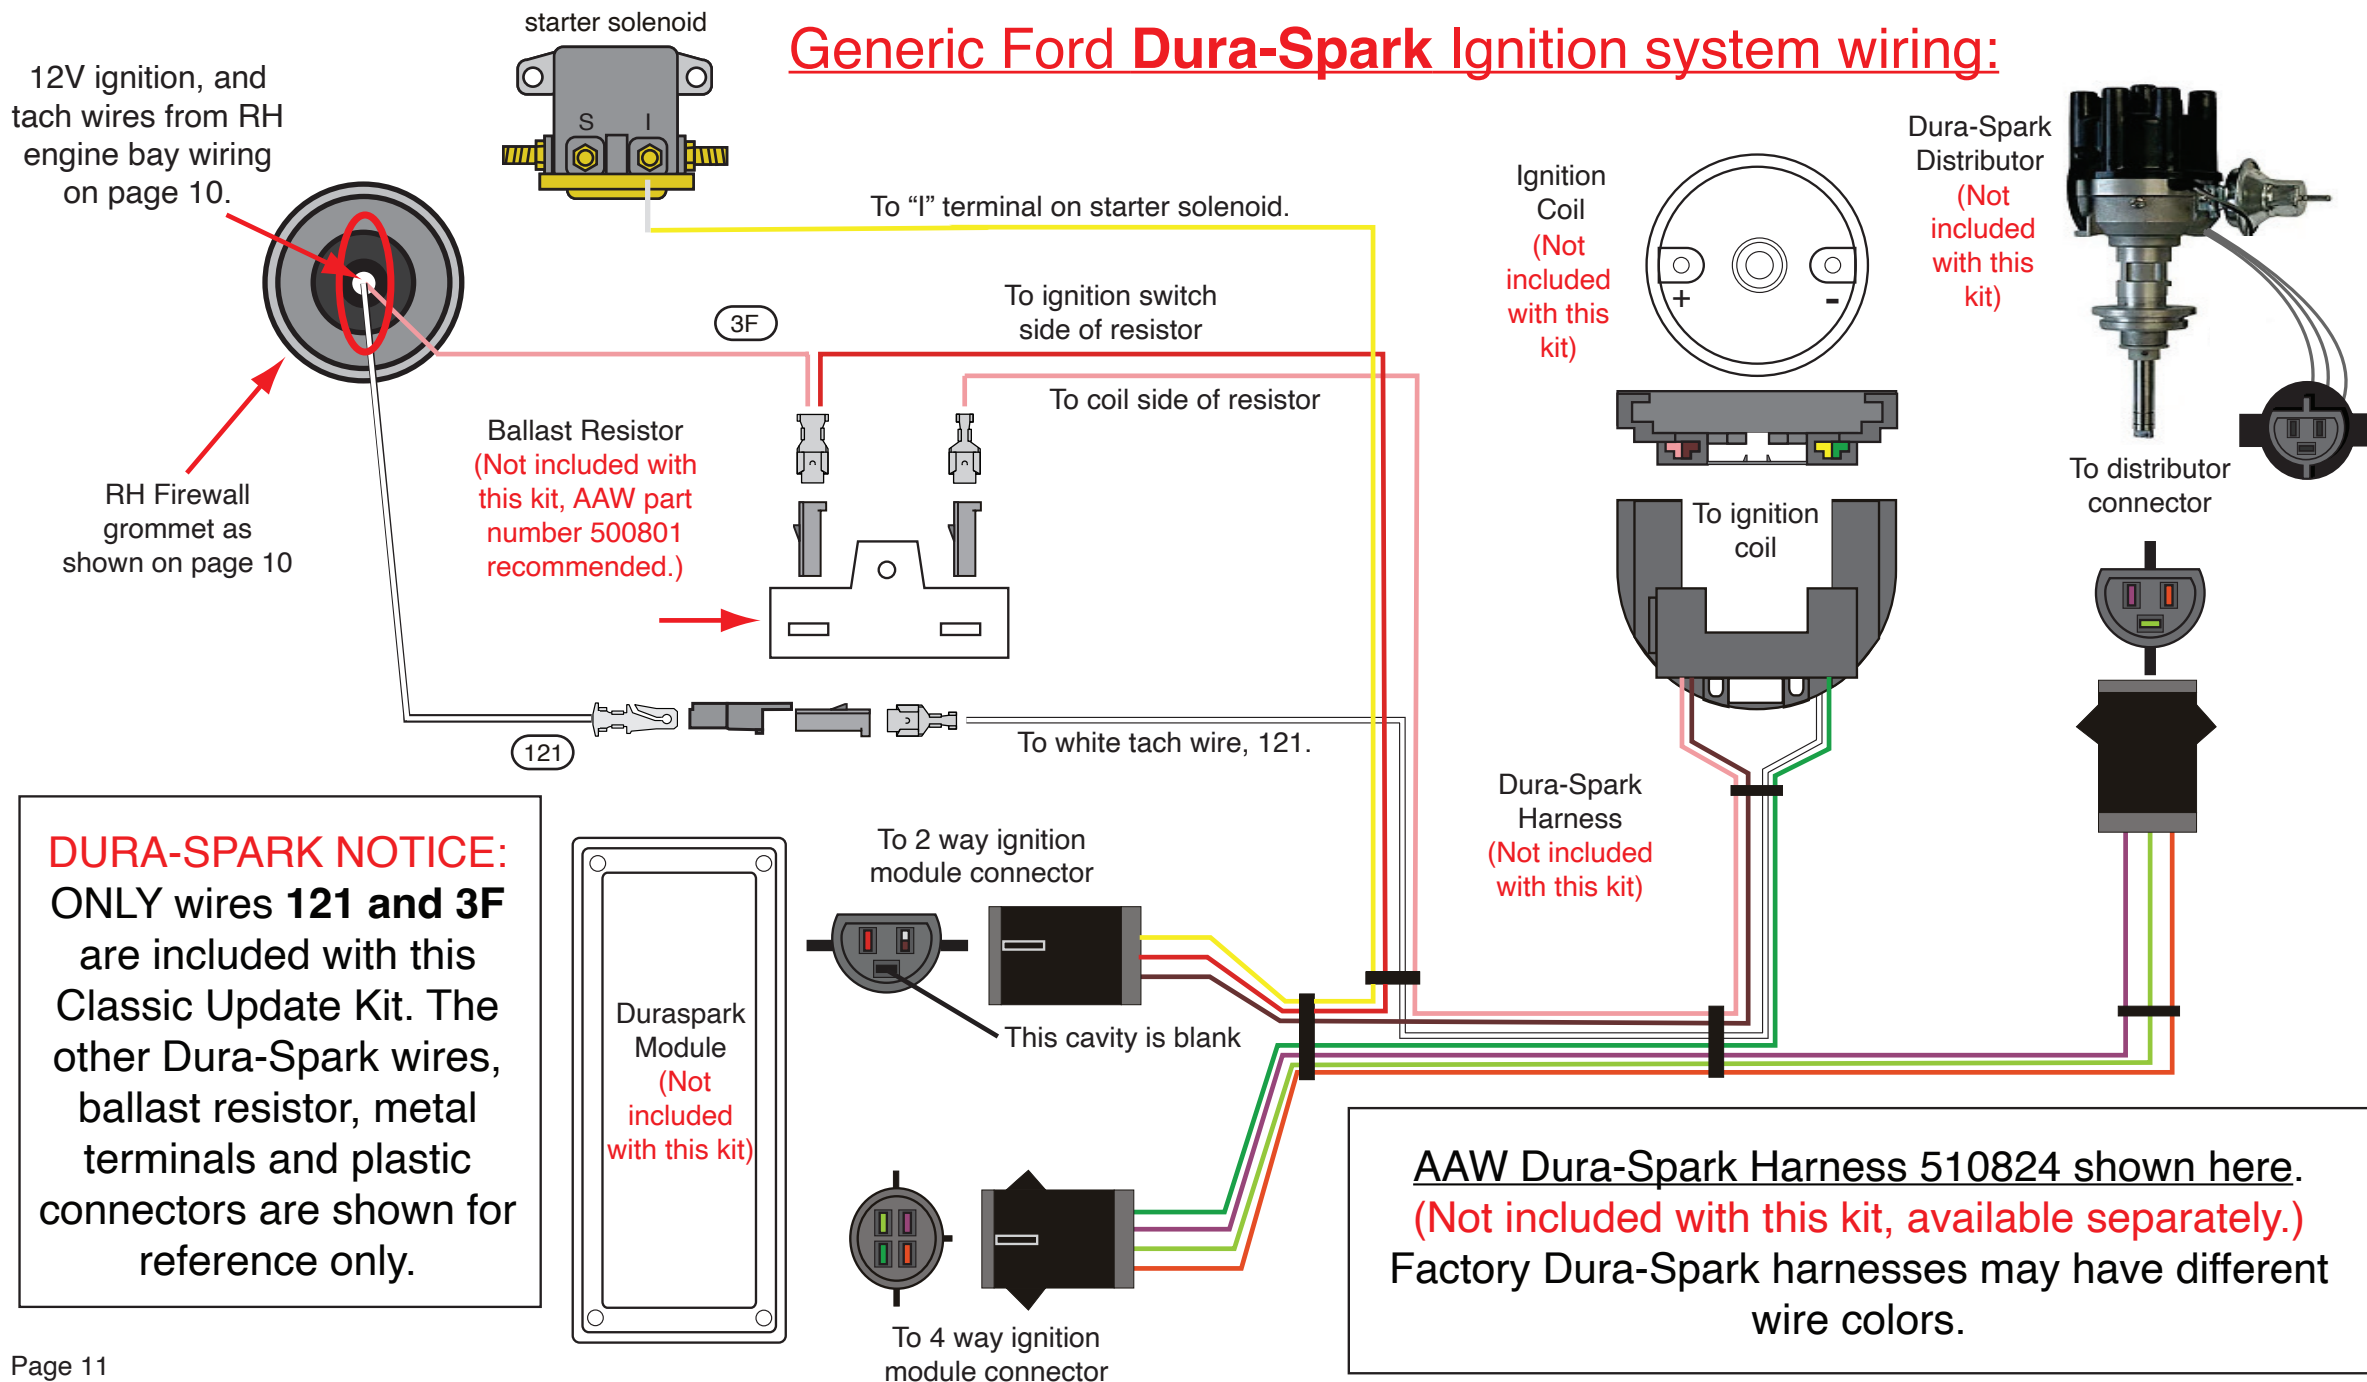 Generic Ford Dura-Spark Ignition system wiring:
starter solenoid
S I
12V ignition, and
tach wires from RH
engine bay wiring
on page 10.
RH Firewall
grommet as
shown on page 10
To “I” terminal on starter solenoid.
3F
To ignition switch
side of resistor
To coil side of resistor
Ballast Resistor
(Not included with
this kit, AAW part
number 500801
recommended.)
121
To white tach wire, 121.
Ignition
Coil
(Not
included
with this
kit)
+ -
To ignition
coil
Dura-Spark
Distributor
(Not
included
with this
kit)
To distributor
connector
Dura-Spark
Harness
(Not included
with this kit)
DURA-SPARK NOTICE:
ONLY wires 121 and 3F
are included with this
Classic Update Kit. The
other Dura-Spark wires,
ballast resistor, metal
terminals and plastic
connectors are shown for
reference only.
Duraspark
Module
(Not
included
with this kit)
To 2 way ignition
module connector
This cavity is blank
To 4 way ignition
module connector
AAW Dura-Spark Harness 510824 shown here.
(Not included with this kit, available separately.)
Factory Dura-Spark harnesses may have different
wire colors.
Page 11